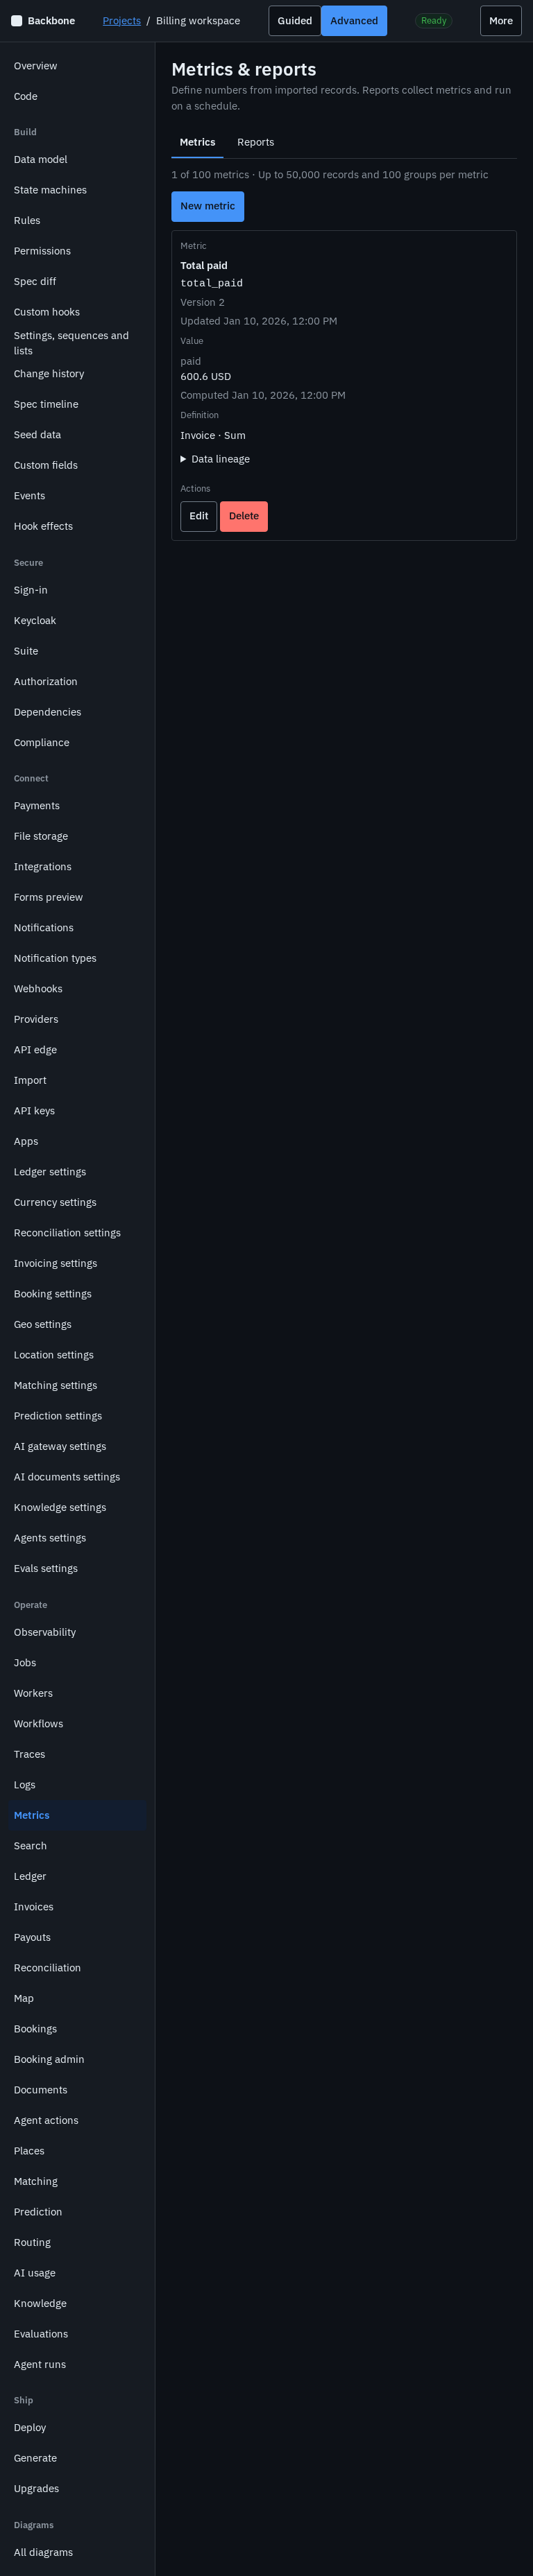 Backbone
Projects / Billing workspace
Guided
Advanced
Ready
More
Overview
Code
Build
Data model
State machines
Rules
Permissions
Spec diff
Custom hooks
Settings, sequences and
lists
Change history
Spec timeline
Seed data
Custom fields
Events
Hook effects
Secure
Sign-in
Keycloak
Suite
Authorization
Dependencies
Compliance
Connect
Payments
File storage
Integrations
Forms preview
Notifications
Notification types
Webhooks
Providers
API edge
Import
API keys
Apps
Ledger settings
Currency settings
Reconciliation settings
Invoicing settings
Booking settings
Geo settings
Location settings
Matching settings
Prediction settings
AI gateway settings
AI documents settings
Knowledge settings
Agents settings
Evals settings
Operate
Observability
Jobs
Workers
Workflows
Traces
Logs
Metrics
Search
Ledger
Invoices
Payouts
Reconciliation
Map
Bookings
Booking admin
Documents
Agent actions
Places
Matching
Prediction
Routing
AI usage
Knowledge
Evaluations
Agent runs
Ship
Deploy
Generate
Upgrades
Diagrams
All diagrams
Metrics & reports
Define numbers from imported records. Reports collect metrics and run
on a schedule.
Metrics
Reports
1 of 100 metrics · Up to 50,000 records and 100 groups per metric
New metric
Metric
Total paid
total_paid
Version 2
Updated Jan 10, 2026, 12:00 PM
Value
paid
600.6 USD
Computed Jan 10, 2026, 12:00 PM
Definition
Invoice · Sum
Data lineage
Actions
Edit
Delete